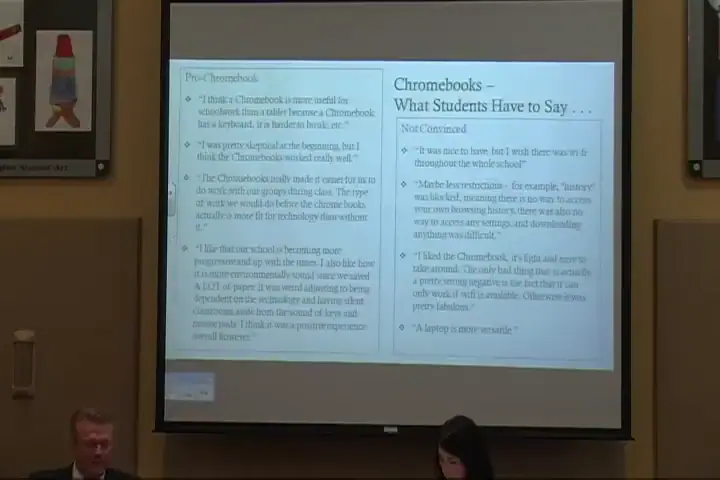 Student Art
Pro-Chromebook
"I think a Chromebook is more useful for
schoolwork than a tablet because a Chromebook
has a keyboard, it is harder to break, etc."
"I was pretty skeptical at the beginning, but I
think the Chromebooks worked really well."
"The Chromebooks really made it easier for us to
do work with our groups during class. The type
of work we would do before the chrome books,
actually is more fit for technology than without
it."
"I like that our school is becoming more
progressive and up with the times. I also like how
it is more environmentally sound since we saved
A LOT of paper. It was weird adjusting to being
dependent on the technology and having silent
classrooms aside from the sound of keys and
mouse pads. I think it was a positive experience
overall however."
Chromebooks –
What Students Have to Say . . .
Not Convinced
"It was nice to have, but I wish there was wi-fi
throughout the whole school"
"Maybe less restrictions - for example, "history"
was blocked, meaning there is no way to access
your own browsing history, there was also no
way to access any settings, and downloading
anything was difficult."
"I liked the Chromebook, it's light and easy to
take around. The only bad thing that is actually
a pretty strong negative is the fact that it can
only work if wifi is available. Otherwise it was
pretty fabulous."
"A laptop is more versatile."